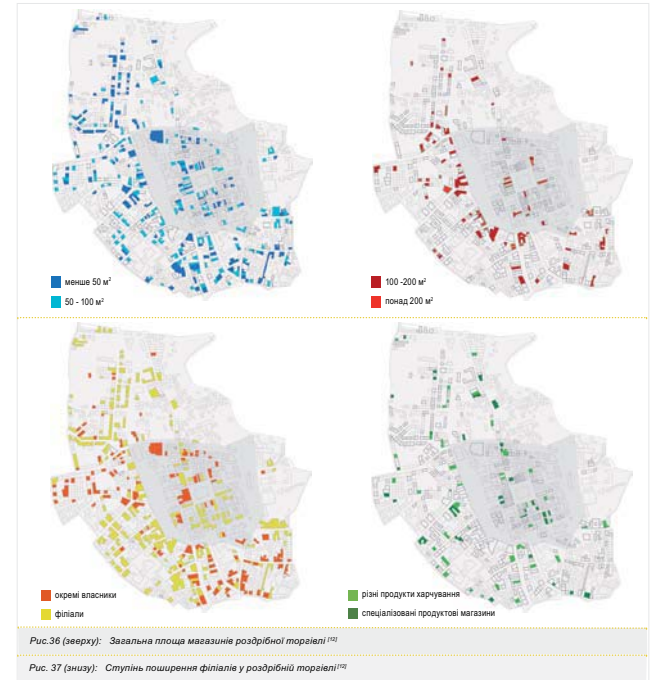 менше 50 м²
50 - 100 м²
100 -200 м²
понад 200 м²
окремі власники
філіали
різні продукти харчування
спеціалізовані продуктові магазини
Рис.36 (зверху): Загальна площа магазинів роздрібної торгівлі [12]
Рис. 37 (знизу): Ступінь поширення філіалів у роздрібній торгівлі [12]